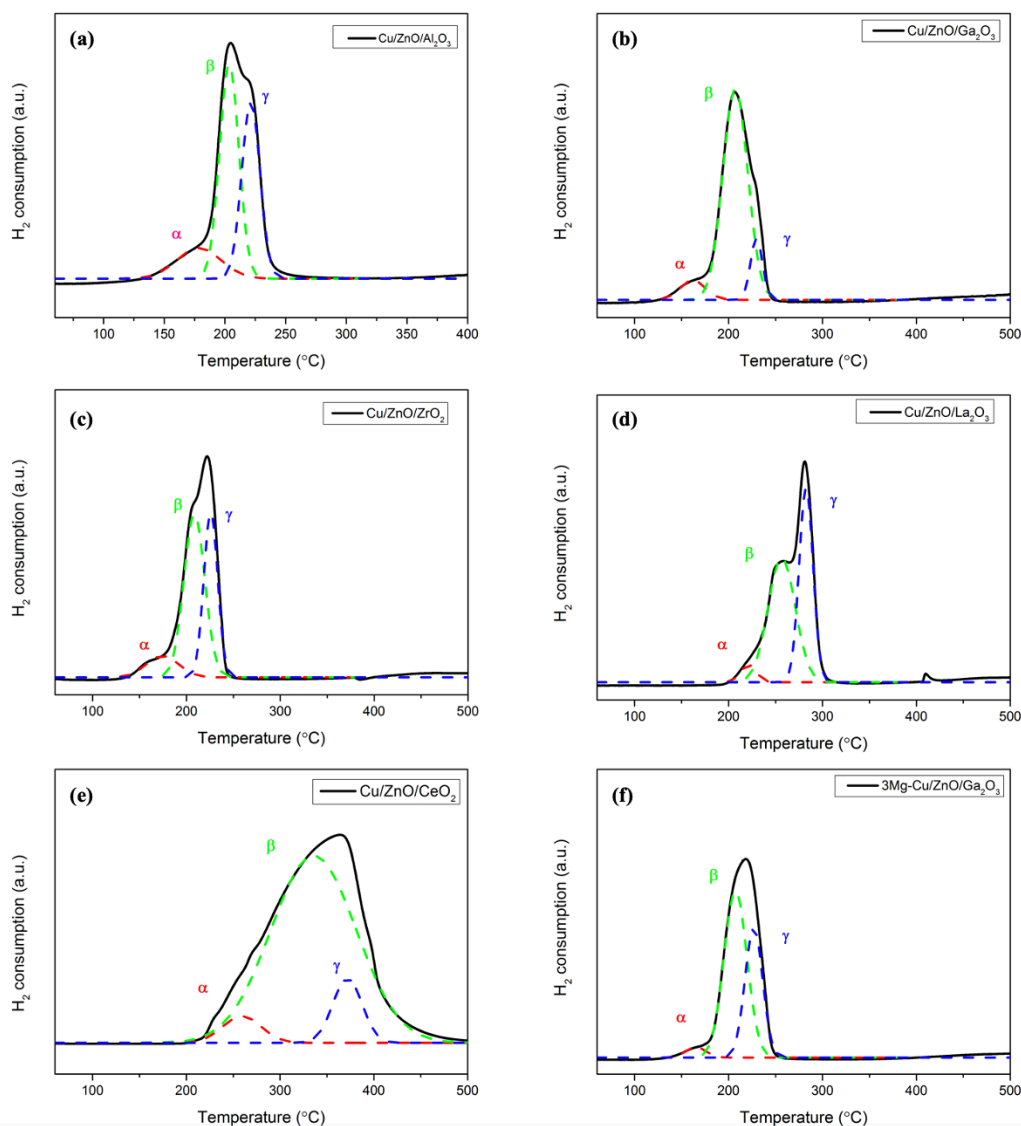 (a)
Cu/ZnO/Al₂O₃
β
γ
α
H₂ consumption (a.u.)
100 150 200 250 300 350 400
Temperature (°C)
(b)
Cu/ZnO/Ga₂O₃
β
γ
α
H₂ consumption (a.u.)
100 200 300 400 500
Temperature (°C)
(c)
Cu/ZnO/ZrO₂
β
γ
α
H₂ consumption (a.u.)
100 200 300 400 500
Temperature (°C)
(d)
Cu/ZnO/La₂O₃
γ
β
α
H₂ consumption (a.u.)
100 200 300 400 500
Temperature (°C)
(e)
Cu/ZnO/CeO₂
β
γ
α
H₂ consumption (a.u.)
100 200 300 400 500
Temperature (°C)
(f)
3Mg-Cu/ZnO/Ga₂O₃
β
γ
α
H₂ consumption (a.u.)
100 200 300 400 500
Temperature (°C)